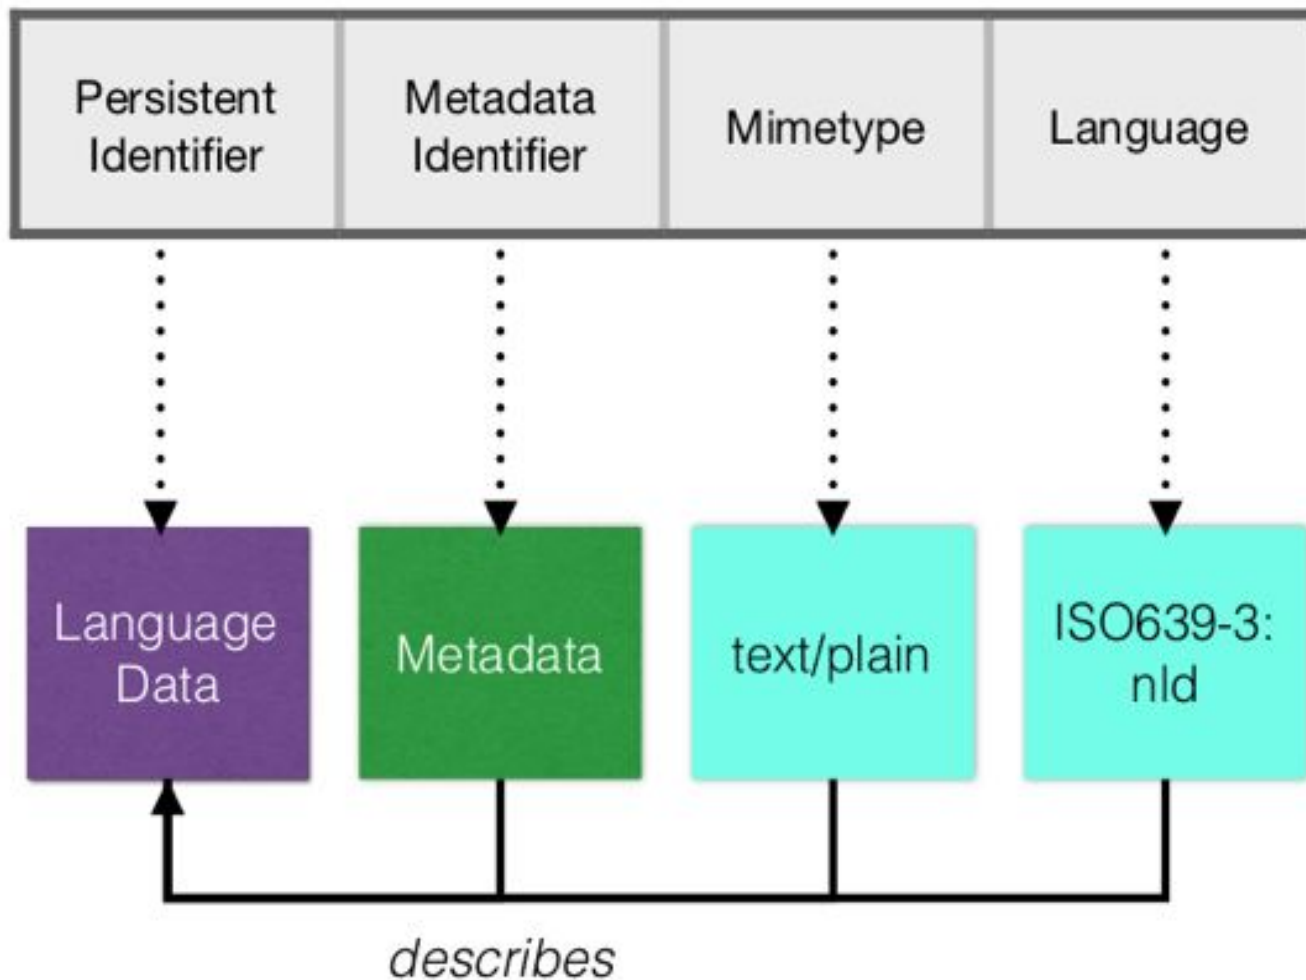 Persistent
Identifier
Metadata
Identifier
Mimetype
Language
Language
Data
Metadata
text/plain
ISO639-3:
nld
describes